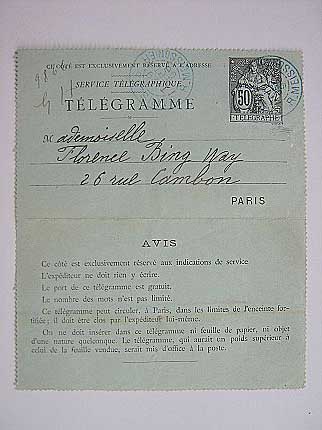 CE CÔTÉ EST EXCLUSIVEMENT RÉSERVÉ A L'ADRESSE
SERVICE TÉLÉGRAPHIQUE
TÉLÉGRAMME
50
TÉLÉGRAPHE
Mademoiselle
Florence Bing Way
26 rue Cambon
PARIS
AVIS
Ce côté est exclusivement réservé aux indications de service
L'expéditeur ne doit rien y écrire.
Le port de ce télégramme est gratuit.
Le nombre des mots n'est pas limité.
Ce télégramme peut circuler, à Paris, dans les limites de l'enceinte for-
tifiée; il doit être clos par l'expéditeur lui-même.
On ne doit insérer dans ce télégramme ni feuille de papier, ni objet
d'une nature quelconque. Le télégramme, qui aurait un poids supérieur à
celui de la feuille vendue, serait mis d'office à la poste.